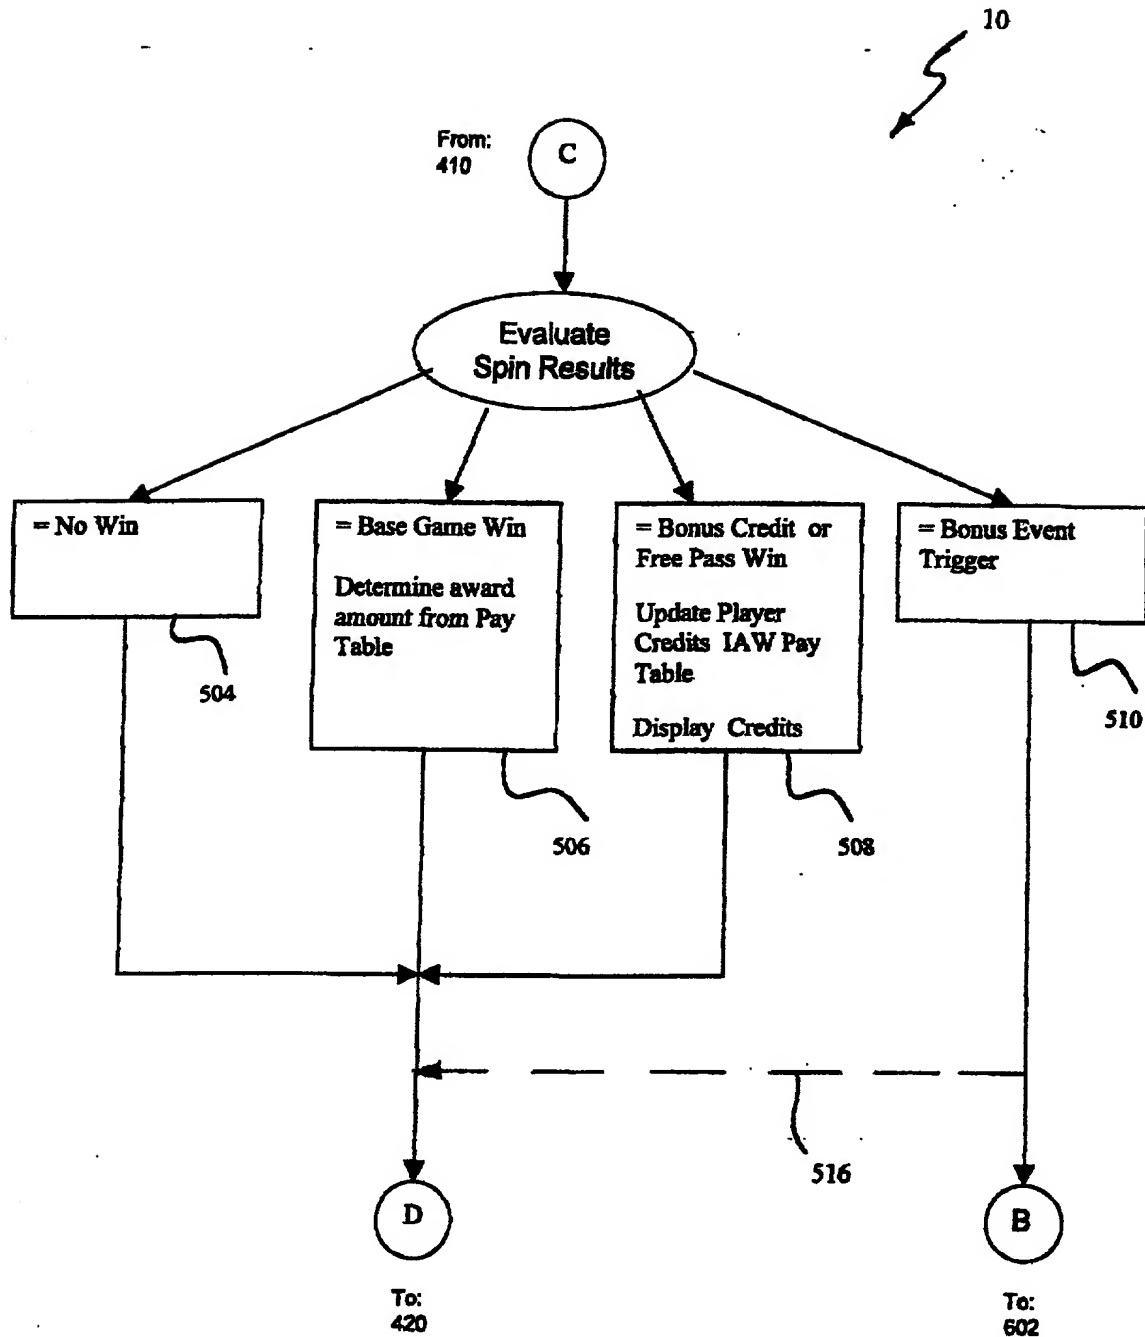 10
From:
410
C
Evaluate
Spin Results
= No Win
504
= Base Game Win
Determine award
amount from Pay
Table
506
= Bonus Credit or
Free Pass Win
Update Player
Credits IAW Pay
Table
Display Credits
508
= Bonus Event
Trigger
510
516
D
To:
420
B
To:
602